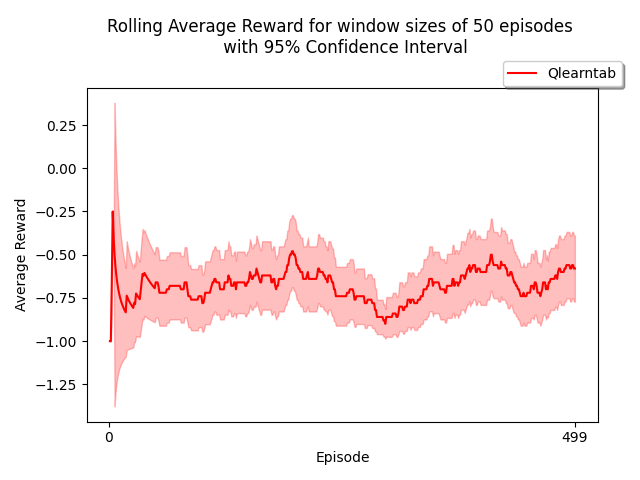 Rolling Average Reward for window sizes of 50 episodes
with 95% Confidence Interval
Qlearntab
Average Reward
0.25
0.00
−0.25
−0.50
−0.75
−1.00
−1.25
0
499
Episode